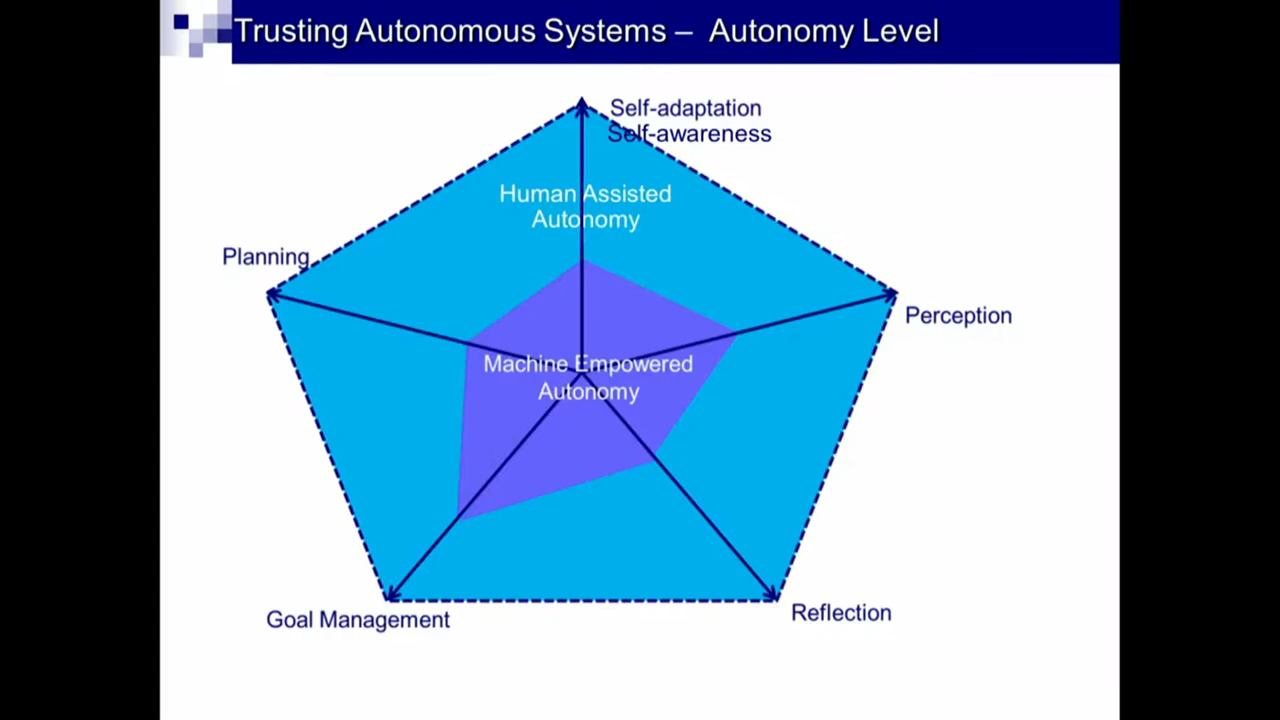 Trusting Autonomous Systems – Autonomy Level
Self-adaptation
Self-awareness
Human Assisted
Autonomy
Planning
Perception
Machine Empowered
Autonomy
Goal Management
Reflection